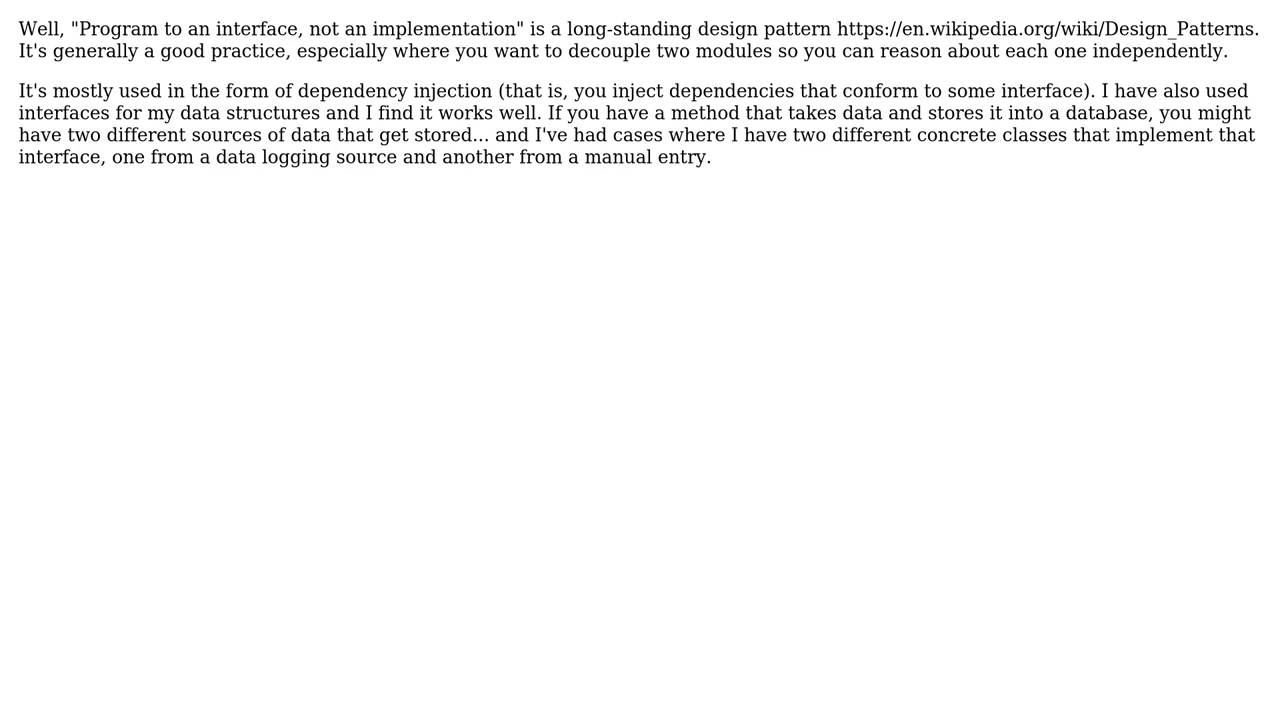 Well, "Program to an interface, not an implementation" is a long-standing design pattern https://en.wikipedia.org/wiki/Design_Patterns.
It's generally a good practice, especially where you want to decouple two modules so you can reason about each one independently.
It's mostly used in the form of dependency injection (that is, you inject dependencies that conform to some interface). I have also used
interfaces for my data structures and I find it works well. If you have a method that takes data and stores it into a database, you might
have two different sources of data that get stored... and I've had cases where I have two different concrete classes that implement that
interface, one from a data logging source and another from a manual entry.